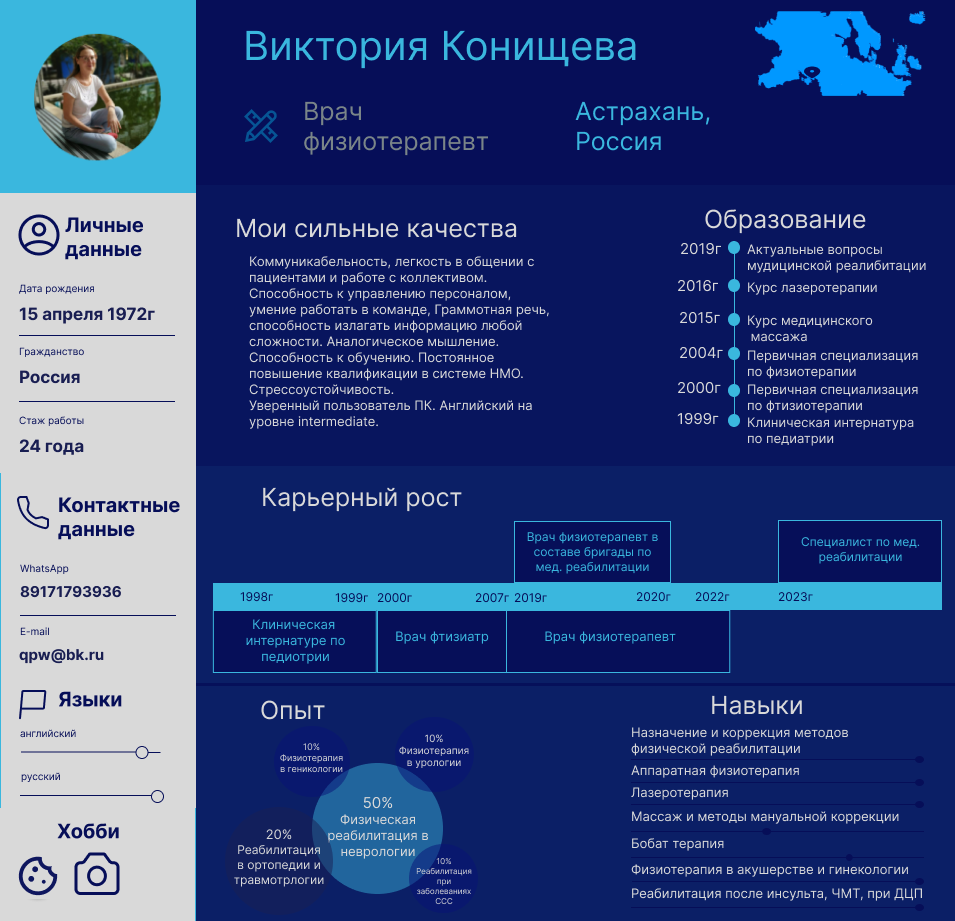 Виктория Конищева
Врач
физиотерапевт
Астрахань,
Россия
Личные
данные
Дата рождения
15 апреля 1972г
Гражданство
Россия
Стаж работы
24 года
Контактные
данные
WhatsApp
89171793936
E-mail
qpw@bk.ru
Языки
английский
русский
Хобби
Мои сильные качества
Коммуникабельность, легкость в общении с
пациентами и работе с коллективом.
Способность к управлению персоналом,
умение работать в команде, Граммотная речь,
способность излагать информацию любой
сложности. Аналогическое мышление.
Способность к обучению. Постоянное
повышение квалификации в системе НМО.
Стрессоустойчивость.
Уверенный пользователь ПК. Английский на
уровне intermediate.
Образование
2019г Актуальные вопросы
мудицинской реалибитации
2016г Курс лазеротерапии
2015г Курс медицинского
массажа
2004г Первичная специализация
по физиотерапии
2000г Первичная специализация
по фтизиотерапии
1999г Клиническая интернатура
по педиатрии
Карьерный рост
Врач физиотерапевт в
составе бригады по
мед. реабилитации
Специалист по мед.
реабилитации
1998г 1999г 2000г 2007г 2019г 2020г 2022г 2023г
Клиническая
интернатуре по
педиотрии
Врач фтизиатр
Врач физиотерапевт
Опыт
10%
Физиотерапия
в геникологии
10%
Физиотерапия
в урологии
50%
Физическая
реабилитация в
неврологии
20%
Реабилитация
в ортопедии и
травмотрлогии
10%
Реабилитация
при
заболеваниях
ССС
Навыки
Назначение и коррекция методов
физической реабилитации
Аппаратная физиотерапия
Лазеротерапия
Массаж и методы мануальной коррекции
Бобат терапия
Физиотерапия в акушерстве и гинекологии
Реабилитация после инсульта, ЧМТ, при ДЦП